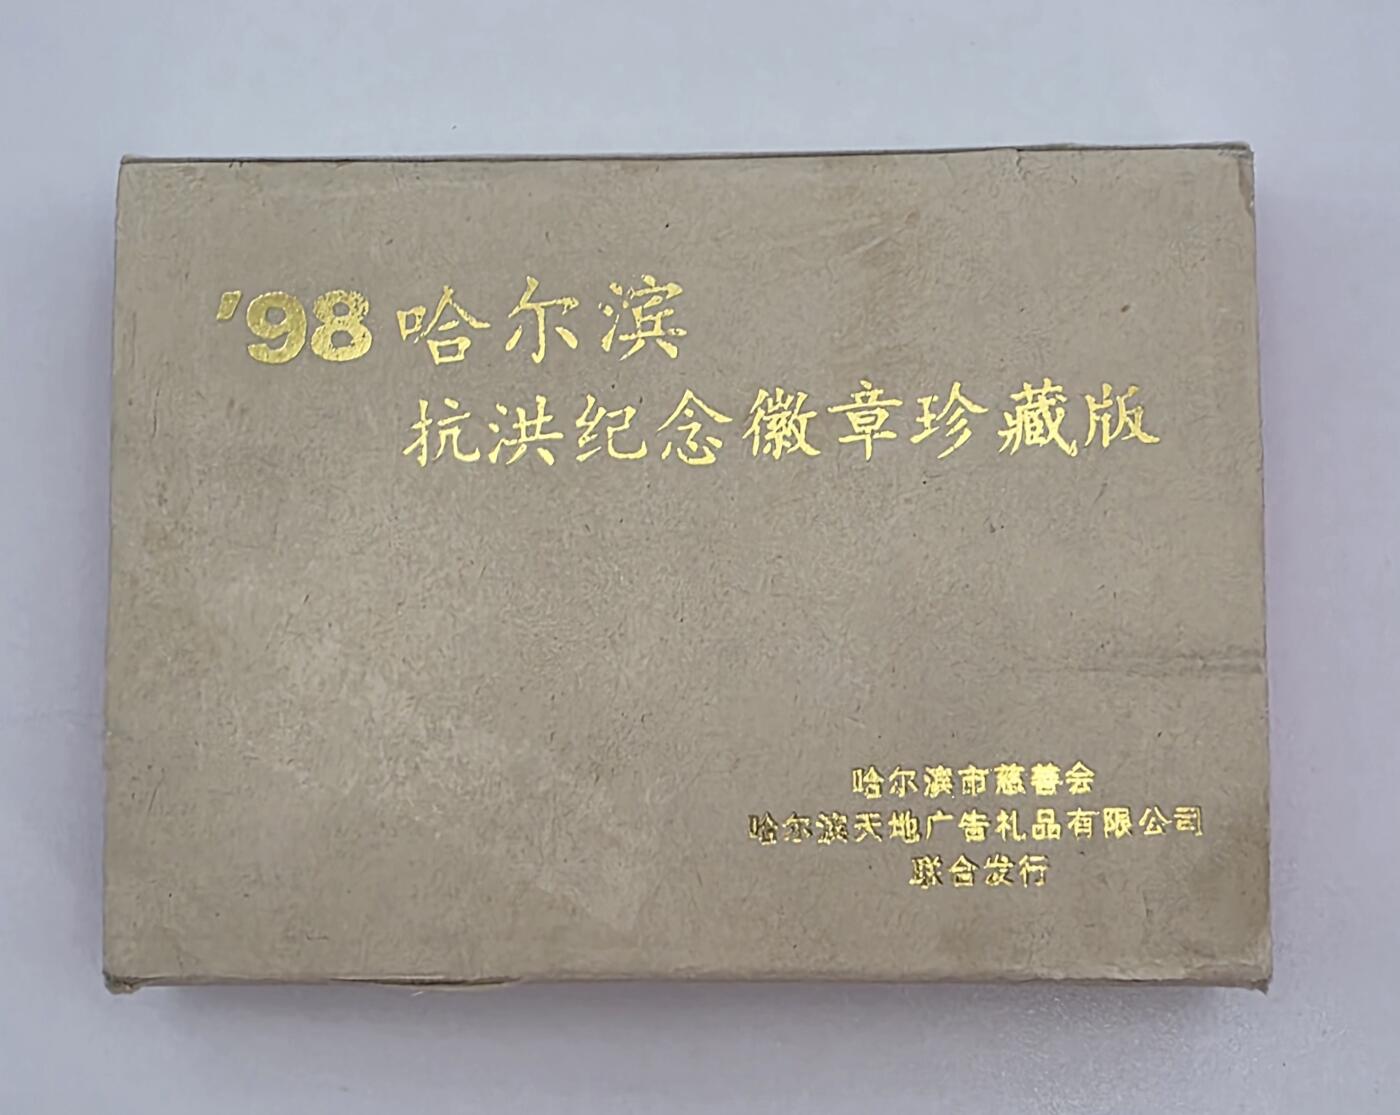 '98哈尔滨
抗洪纪念徽章珍藏版
哈尔滨市慈善会
哈尔滨天地广告礼品有限公司
联合发行